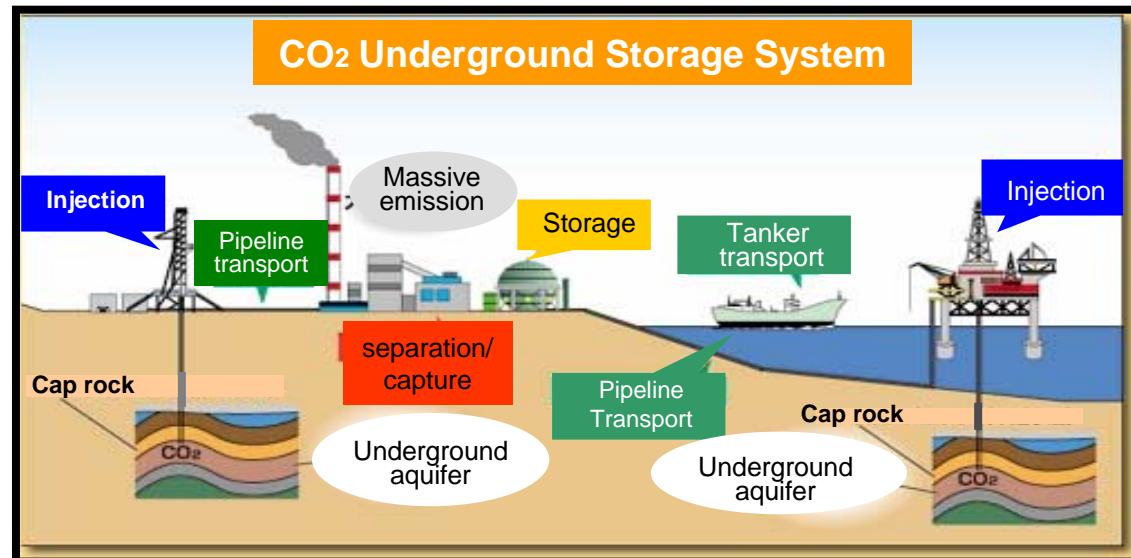 CO2 Underground Storage System
Massive
emission
Injection
Injection
Storage
Pipeline
transport
Tanker
transport
separation/
capture
Pipeline
Transport
Cap rock
Cap rock
CO2
Underground
aquifer
Underground
aquifer
CO2